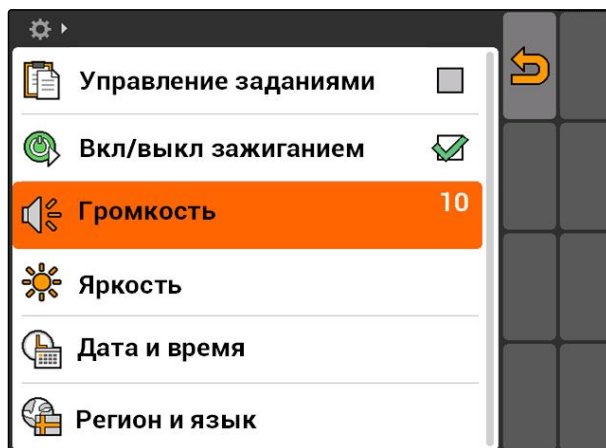 Управление заданиями
Вкл/выкл зажиганием
Громкость 10
Яркость
Дата и время
Регион и язык